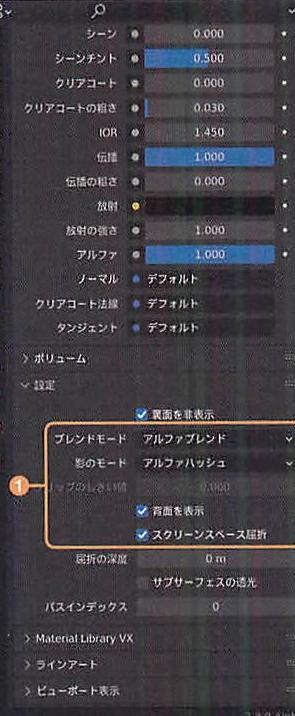 シーン 0.000
シーンチント 0.500
クリアコート 0.000
クリアコートの粗さ 0.030
IOR 1.450
伝播 1.000
伝播の粗さ 0.000
放射
放射の強さ 1.000
アルファ 1.000
ノーマル デフォルト
クリアコート法線 デフォルト
タンジェント デフォルト
ボリューム
設定
裏面を非表示
ブレンドモード アルファブレンド
影のモード アルファハッシュ
1
リップのしきい値 0.000
背面を表示
スクリーンスペース屈折
屈折の深度 0 m
サブサーフェスの透光
パスインデックス 0
Material Library VX
ラインアート
ビューポート表示